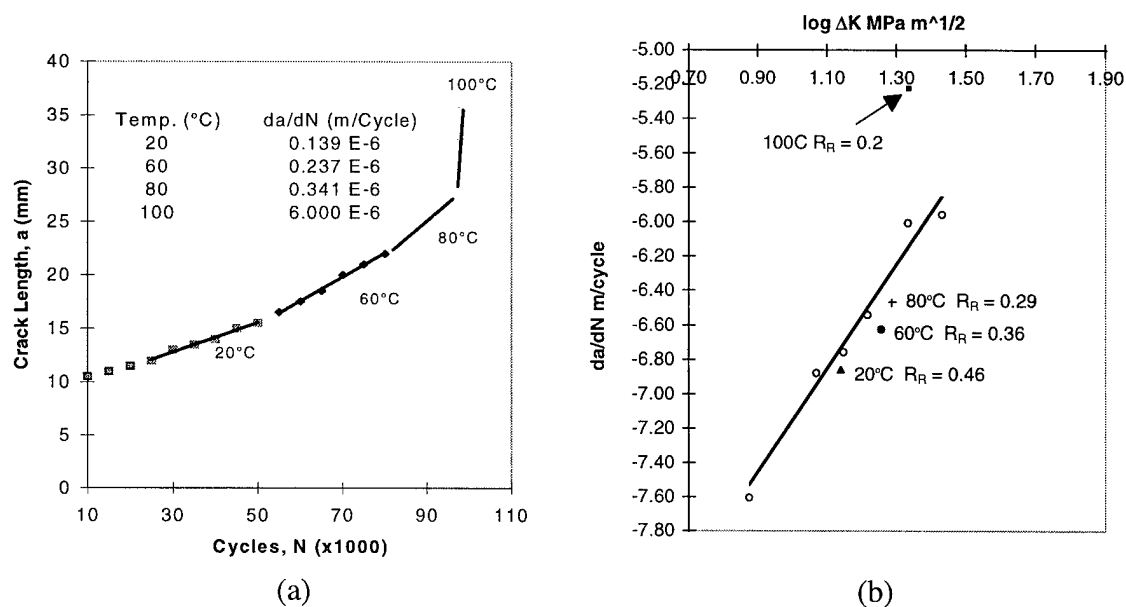 40
35
30
25
20
15
10
5
0
Crack Length, a (mm)
100°C
Temp. (°C) da/dN (m/Cycle)
20 0.139 E-6
60 0.237 E-6
80 0.341 E-6
100 6.000 E-6
80°C
60°C
20°C
10 30 50 70 90 110
Cycles, N (x1000)
(a)
log ΔK MPa m^1/2
-5.00
0.70 0.90 1.10 1.30 1.50 1.70 1.90
-5.20
-5.40
-5.60
-5.80
-6.00
-6.20
-6.40
-6.60
-6.80
-7.00
-7.20
-7.40
-7.60
-7.80
da/dN m/cycle
100C RR = 0.2
+ 80°C RR = 0.29
60°C RR = 0.36
20°C RR = 0.46
(b)